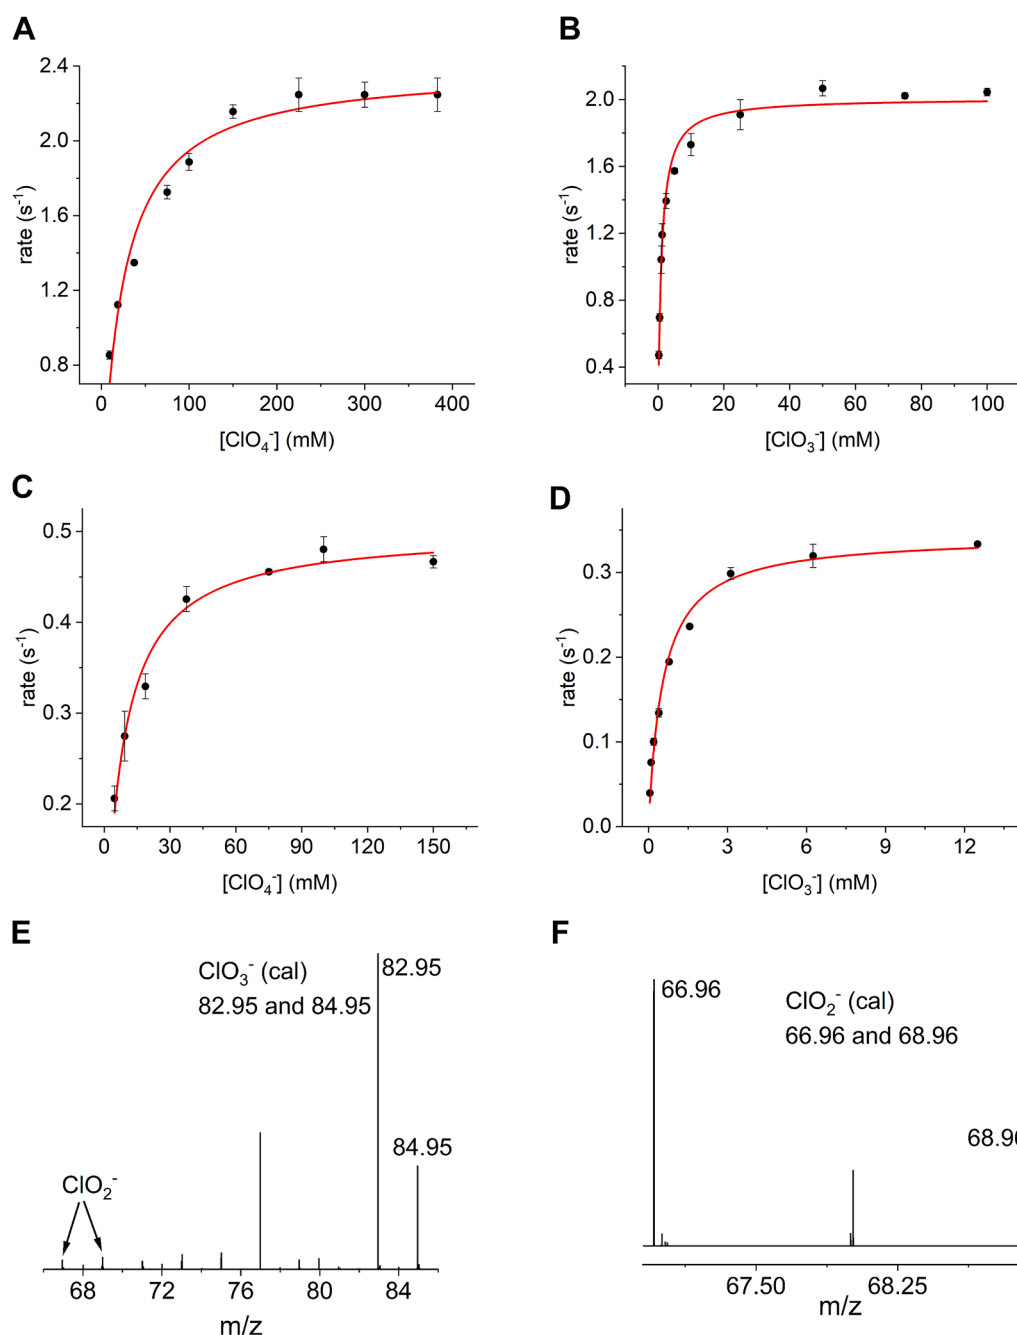 A
2.4
2.0
1.6
1.2
0.8
rate (s⁻¹)
0 100 200 300 400
[ClO₄⁻] (mM)
B
2.0
1.6
1.2
0.8
0.4
rate (s⁻¹)
0 20 40 60 80 100
[ClO₃⁻] (mM)
C
0.5
0.4
0.3
0.2
rate (s⁻¹)
0 30 60 90 120 150
[ClO₄⁻] (mM)
D
0.3
0.2
0.1
0.0
rate (s⁻¹)
0 3 6 9 12
[ClO₃⁻] (mM)
E
ClO₃⁻ (cal)
82.95 and 84.95
82.95
84.95
ClO₂⁻
68 72 76 80 84
m/z
F
66.96
ClO₂⁻ (cal)
66.96 and 68.96
67.50 68.25
m/z